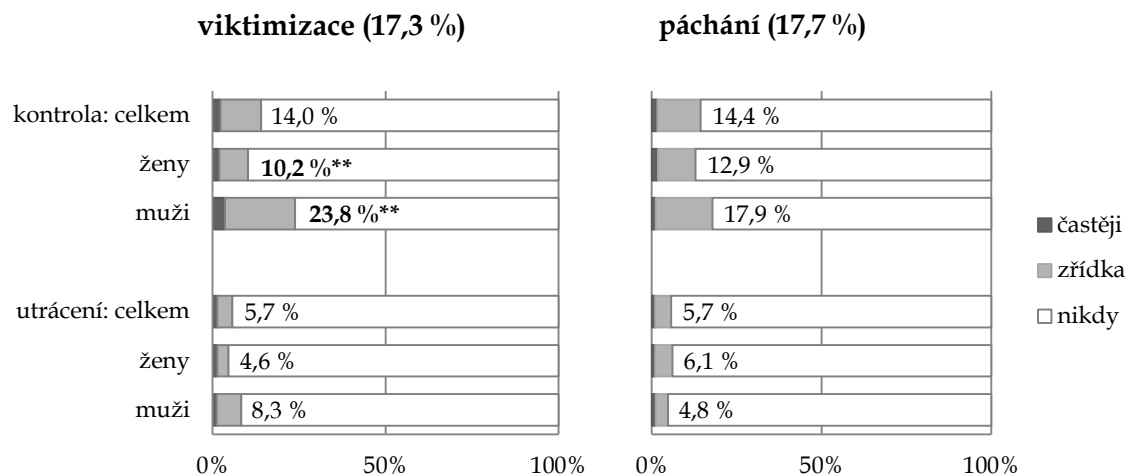 viktimizace (17,3 %)
páchání (17,7 %)
kontrola: celkem 14,0 % 14,4 %
ženy 10,2 %** 12,9 %
muži 23,8 %** 17,9 %
utrácení: celkem 5,7 % 5,7 %
ženy 4,6 % 6,1 %
muži 8,3 % 4,8 %
0% 50% 100% 0% 50% 100%
častěji
zřídka
nikdy